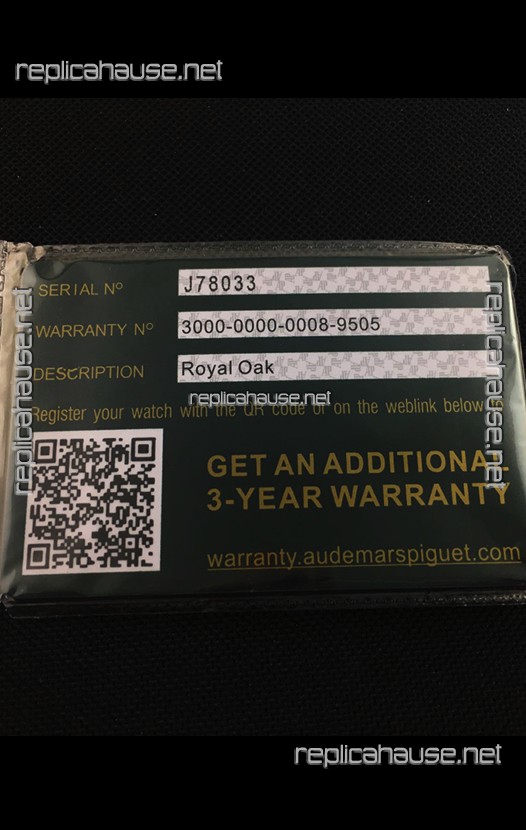 replicahause.net
SERIAL Nº J78033
WARRANTY Nº 3000-0000-0008-9505
DESCRIPTION Royal Oak
replicahause.net
Register your watch with the QR code or on the weblink below to
GET AN ADDITIONAL
3-YEAR WARRANTY
warranty.audemarspiguet.com
replicahause.net
replicahause.net
replicahause.net